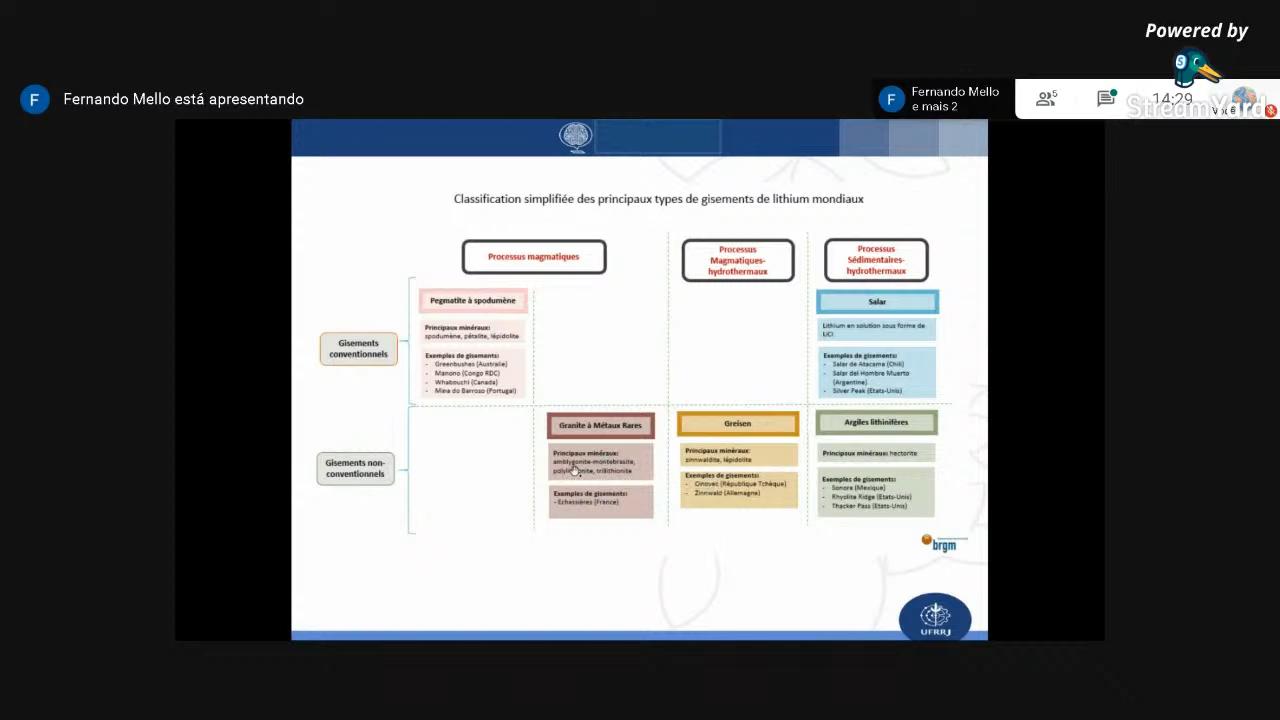 Powered by
Fernando Mello está apresentando
Fernando Mello
e mais 2
5
14:29
StreamYard
Você
Classification simplifiée des principaux types de gisements de lithium mondiaux
Processus magmatiques
Processus
Magmatiques-
hydrothermaux
Processus
Sédimentaires-
hydrothermaux
Gisements
conventionnels
Pegmatite à spodumène
Principaux minéraux:
spodumène, pétalite, lépidolite
Exemples de gisements:
- Greenbushes (Australie)
- Manono (Congo RDC)
- Whabouchi (Canada)
- Mina do Barroso (Portugal)
Salar
Lithium en solution sous forme de
LiCl
Exemples de gisements:
- Salar de Atacama (Chili)
- Salar del Hombre Muerto
(Argentine)
- Silver Peak (Etats-Unis)
Gisements non-
conventionnels
Granite à Métaux Rares
Principaux minéraux:
amblygonite-montebrasite,
trilithionite
Exemples de gisements:
- Echassières (France)
Greisen
Principaux minéraux:
zinnwaldite, lépidolite
Exemples de gisements:
- Cinovec (République Tchèque)
- Zinnwald (Allemagne)
Argiles lithinifères
Principaux minéraux: hectorite
Exemples de gisements:
- Sonora (Mexique)
- Rhyolite Ridge (Etats-Unis)
- Thacker Pass (Etats-Unis)
brgm
UFRRJ